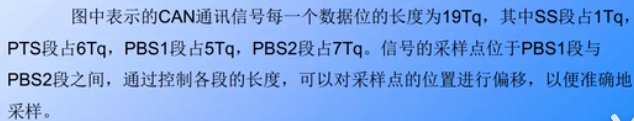 图中表示的CAN通讯信号每一个数据位的长度为19Tq，其中SS段占1Tq，
PTS段占6Tq，PBS1段占5Tq，PBS2段占7Tq。信号的采样点位于PBS1段与
PBS2段之间，通过控制各段的长度，可以对采样点的位置进行偏移，以便准确地
采样。